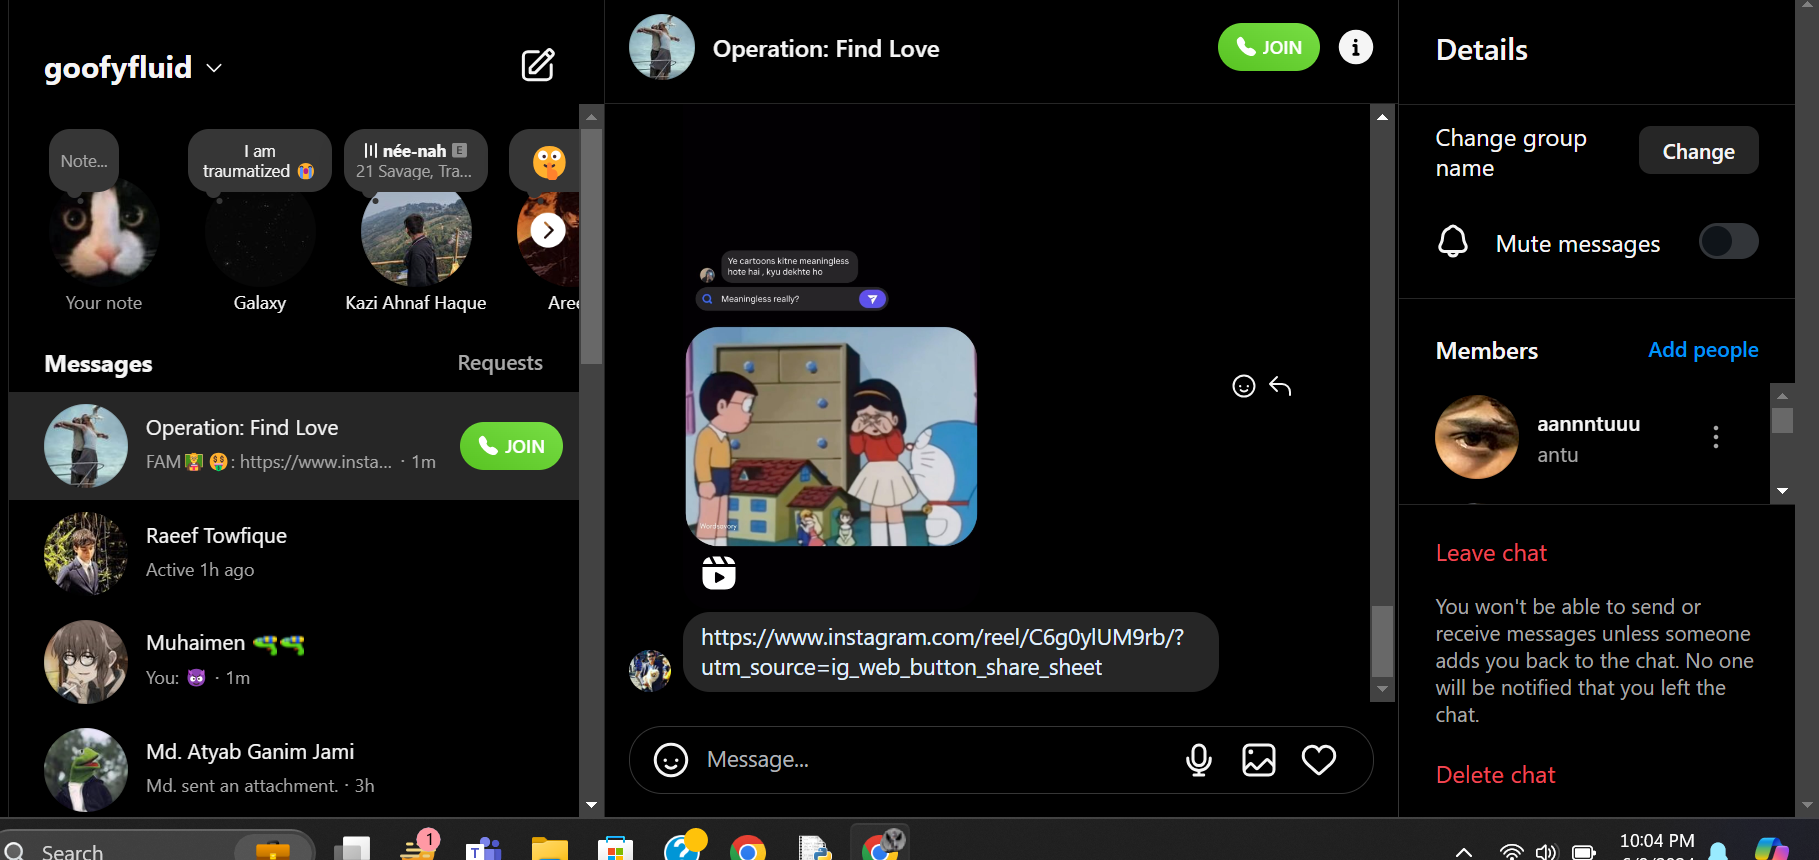 goofyfluid
Note...
I am
traumatized 😭
née-nah E
21 Savage, Tra...
Your note
Galaxy
Kazi Ahnaf Haque
Messages
Requests
Operation: Find Love
FAM : https://www.insta... · 1m
JOIN
Raeef Towfique
Active 1h ago
Muhaimen
You: 😈 · 1m
Md. Atyab Ganim Jami
Md. sent an attachment. · 3h
Operation: Find Love
JOIN
Ye cartoons kitne meaningless
hote hai , kyu dekhte ho
Meaningless really?
Wordsavory
https://www.instagram.com/reel/C6g0ylUM9rb/?
utm_source=ig_web_button_share_sheet
Message...
Details
Change group
name
Change
Mute messages
Members
Add people
aannntuuu
antu
Leave chat
You won't be able to send or
receive messages unless someone
adds you back to the chat. No one
will be notified that you left the
chat.
Delete chat
Search
1
10:04 PM